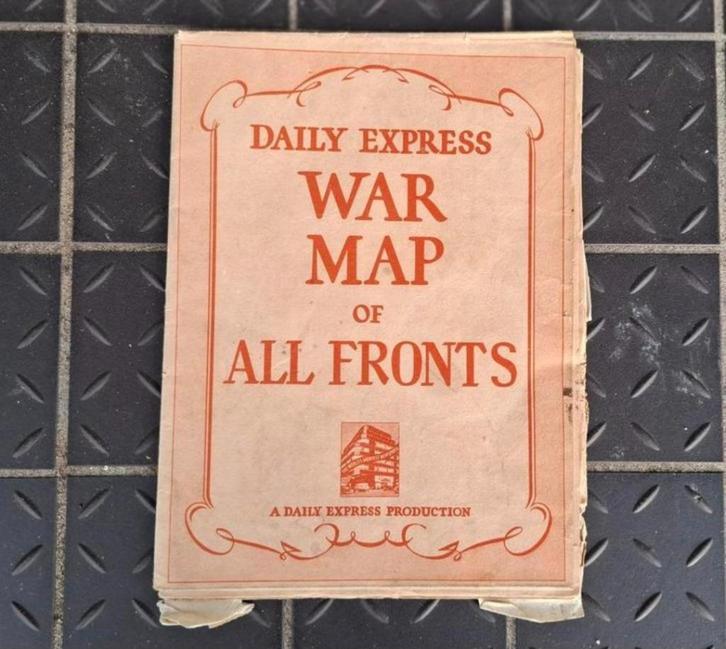 DAILY EXPRESS
WAR
MAP
OF
ALL FRONTS
A DAILY EXPRESS PRODUCTION